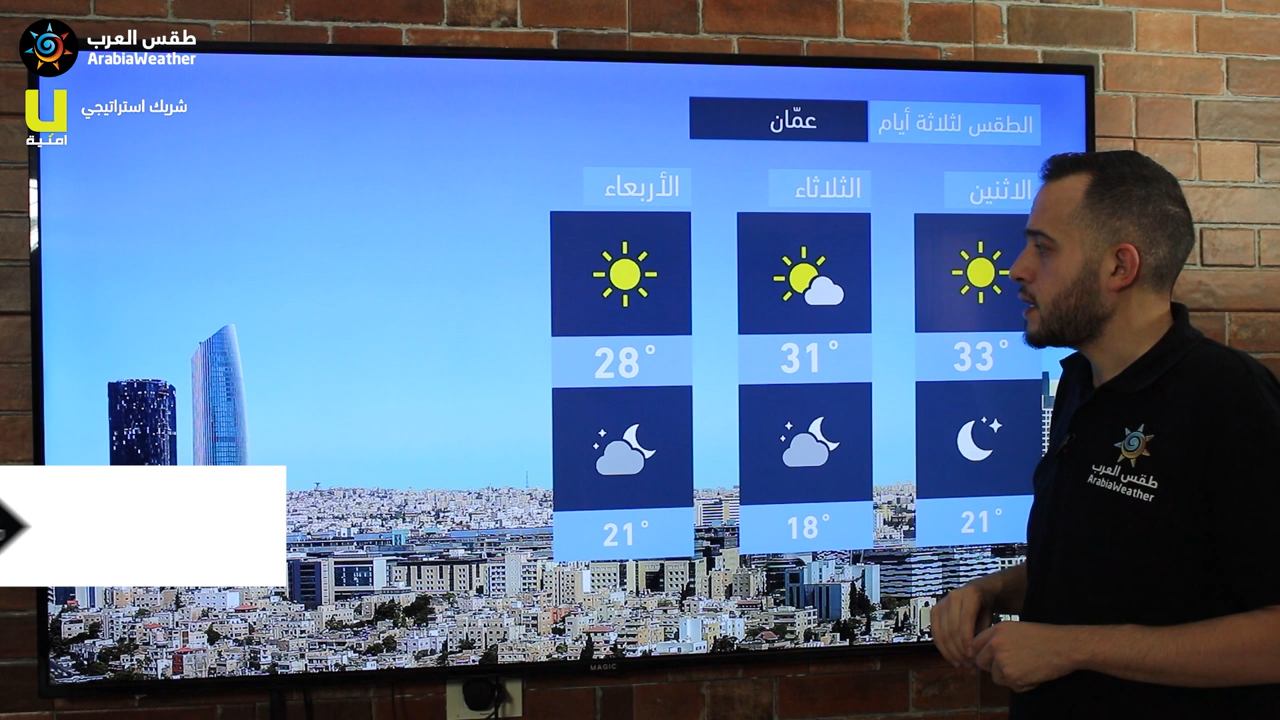 طقس العرب
ArabiaWeather
شريك استراتيجي
امنية
الطقس لثلاثة أيام
عمّان
الاثنين
الثلاثاء
الأربعاء
33°
31°
28°
21°
18°
21°
MAGIC
طقس العرب
ArabiaWeather